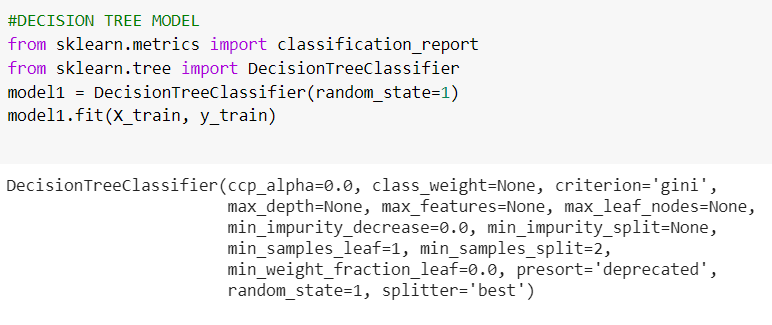 #DECISION TREE MODEL
from sklearn.metrics import classification_report
from sklearn.tree import DecisionTreeClassifier
model1 = DecisionTreeClassifier(random_state=1)
model1.fit(X_train, y_train)
DecisionTreeClassifier(ccp_alpha=0.0, class_weight=None, criterion='gini',
max_depth=None, max_features=None, max_leaf_nodes=None,
min_impurity_decrease=0.0, min_impurity_split=None,
min_samples_leaf=1, min_samples_split=2,
min_weight_fraction_leaf=0.0, presort='deprecated',
random_state=1, splitter='best')